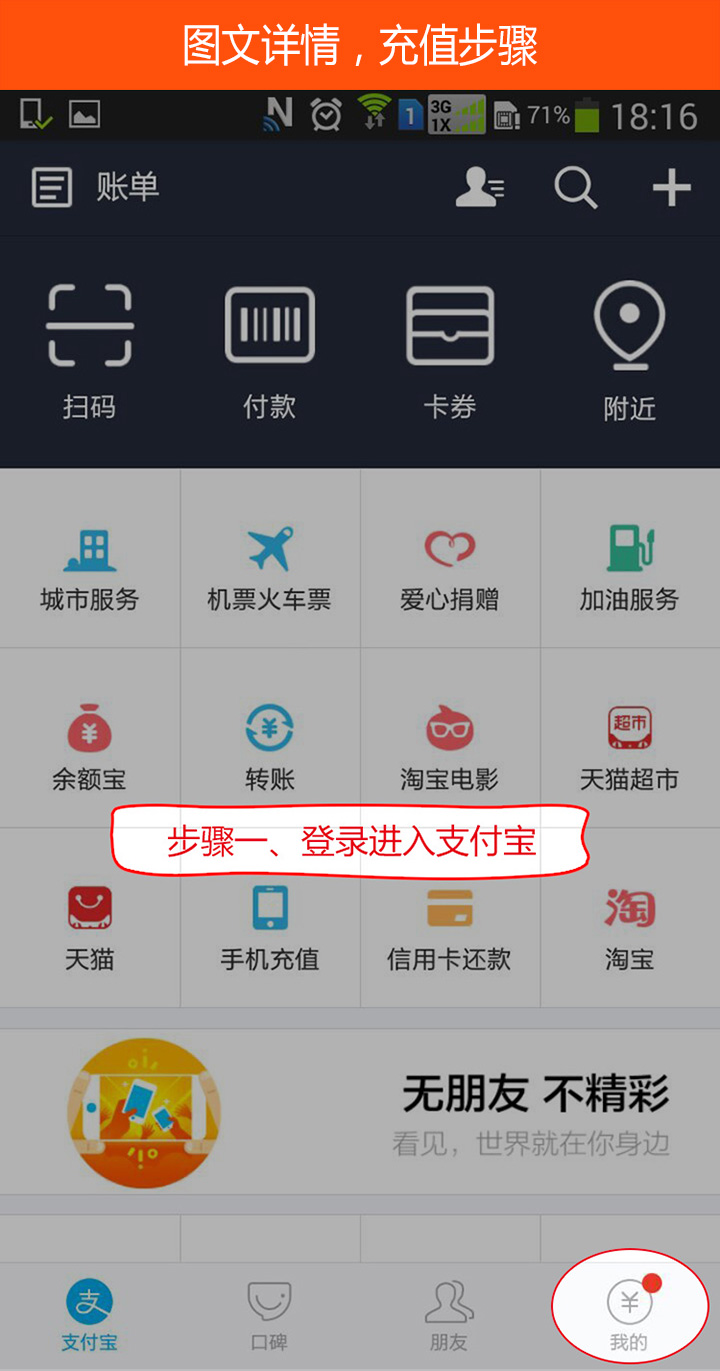 图文详情，充值步骤
N 1 3G 1X 71% 18:16
账单
扫码 付款 卡券 附近
城市服务 机票火车票 爱心捐赠 加油服务
¥ ¥ 超市
余额宝 转账 淘宝电影 天猫超市
步骤一、登录进入支付宝
淘
天猫 手机充值 信用卡还款 淘宝
无朋友 不精彩
看见，世界就在你身边
支 ¥
支付宝 口碑 朋友 我的